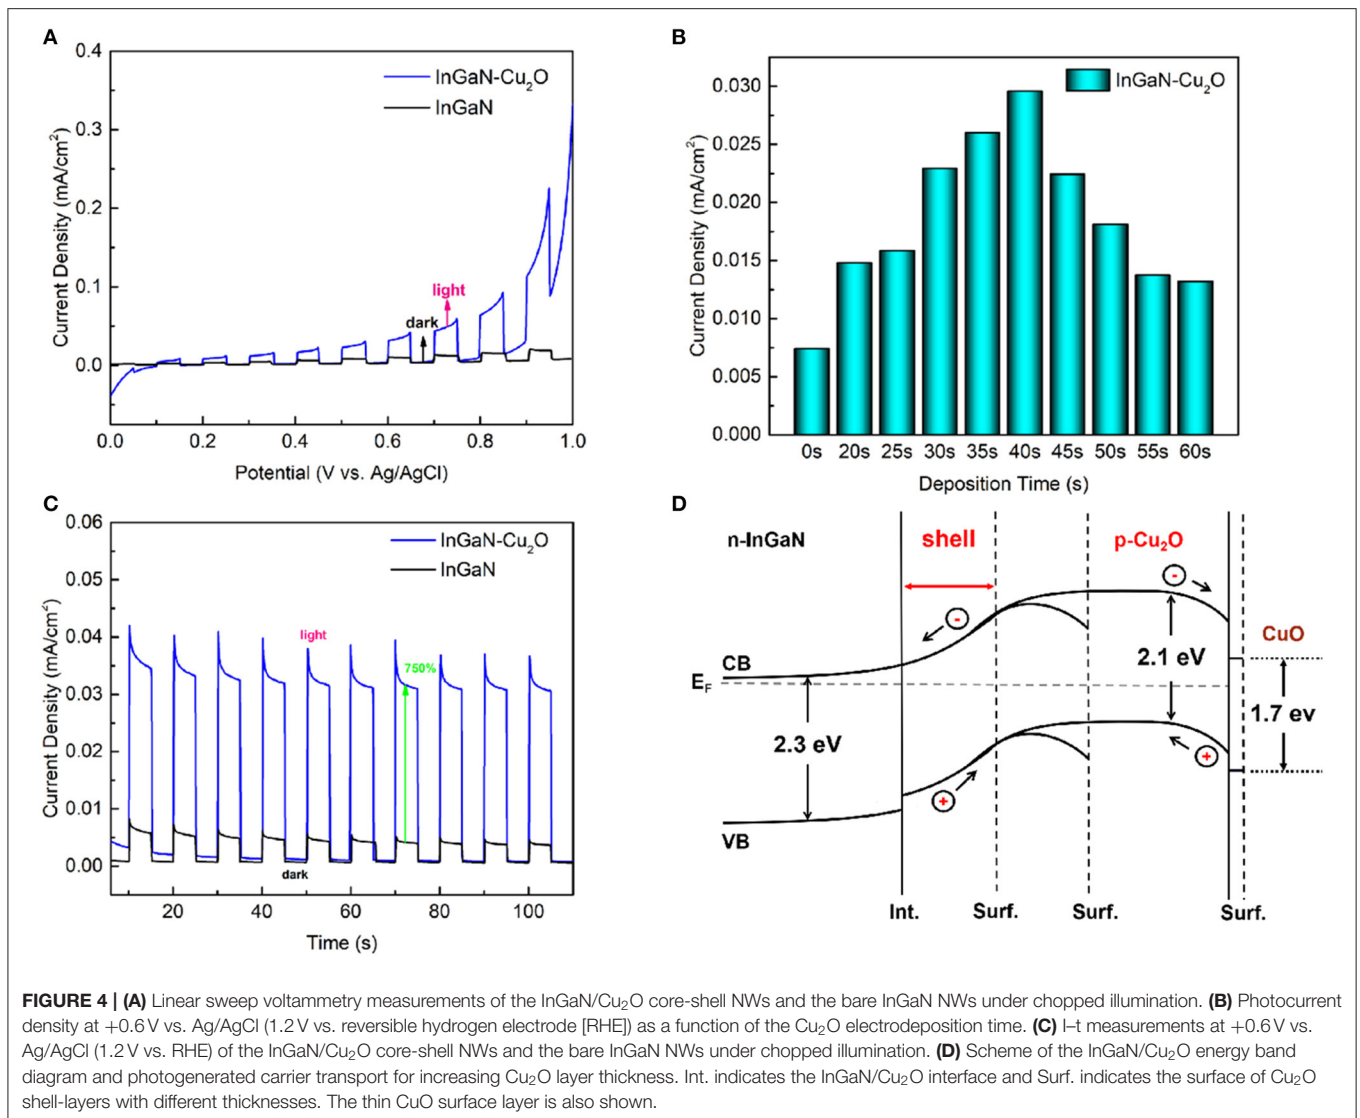 A
0.4
0.3
0.2
0.1
0.0
Current Density (mA/cm²)
InGaN-Cu₂O
InGaN
light
dark
0.0 0.2 0.4 0.6 0.8 1.0
Potential (V vs. Ag/AgCl)
B
0.030
0.025
0.020
0.015
0.010
0.005
0.000
Current Density (mA/cm²)
InGaN-Cu₂O
0s 20s 25s 30s 35s 40s 45s 50s 55s 60s
Deposition Time (s)
C
0.06
0.05
0.04
0.03
0.02
0.01
0.00
Current Density (mA/cm²)
InGaN-Cu₂O
InGaN
light
750%
dark
20 40 60 80 100
Time (s)
D
n-InGaN
shell
p-Cu₂O
CuO
CB
E_F
VB
2.3 eV
2.1 eV
1.7 ev
- - + +
Int. Surf. Surf. Surf.
FIGURE 4 | (A) Linear sweep voltammetry measurements of the InGaN/Cu₂O core-shell NWs and the bare InGaN NWs under chopped illumination. (B) Photocurrent
density at +0.6 V vs. Ag/AgCl (1.2 V vs. reversible hydrogen electrode [RHE]) as a function of the Cu₂O electrodeposition time. (C) I–t measurements at +0.6 V vs.
Ag/AgCl (1.2 V vs. RHE) of the InGaN/Cu₂O core-shell NWs and the bare InGaN NWs under chopped illumination. (D) Scheme of the InGaN/Cu₂O energy band
diagram and photogenerated carrier transport for increasing Cu₂O layer thickness. Int. indicates the InGaN/Cu₂O interface and Surf. indicates the surface of Cu₂O
shell-layers with different thicknesses. The thin CuO surface layer is also shown.